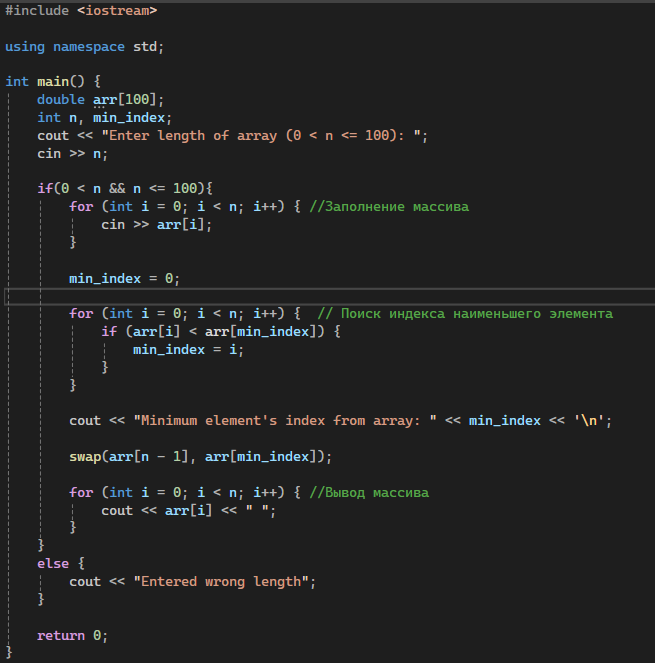 #include <iostream>
using namespace std;
int main() {
double arr[100];
int n, min_index;
cout << "Enter length of array (0 < n <= 100): ";
cin >> n;
if(0 < n && n <= 100){
for (int i = 0; i < n; i++) { //Заполнение массива
cin >> arr[i];
}
min_index = 0;
for (int i = 0; i < n; i++) {  // Поиск индекса наименьшего элемента
if (arr[i] < arr[min_index]) {
min_index = i;
}
}
cout << "Minimum element's index from array: " << min_index << '\n';
swap(arr[n - 1], arr[min_index]);
for (int i = 0; i < n; i++) { //Вывод массива
cout << arr[i] << " ";
}
}
else {
cout << "Entered wrong length";
}
return 0;
}